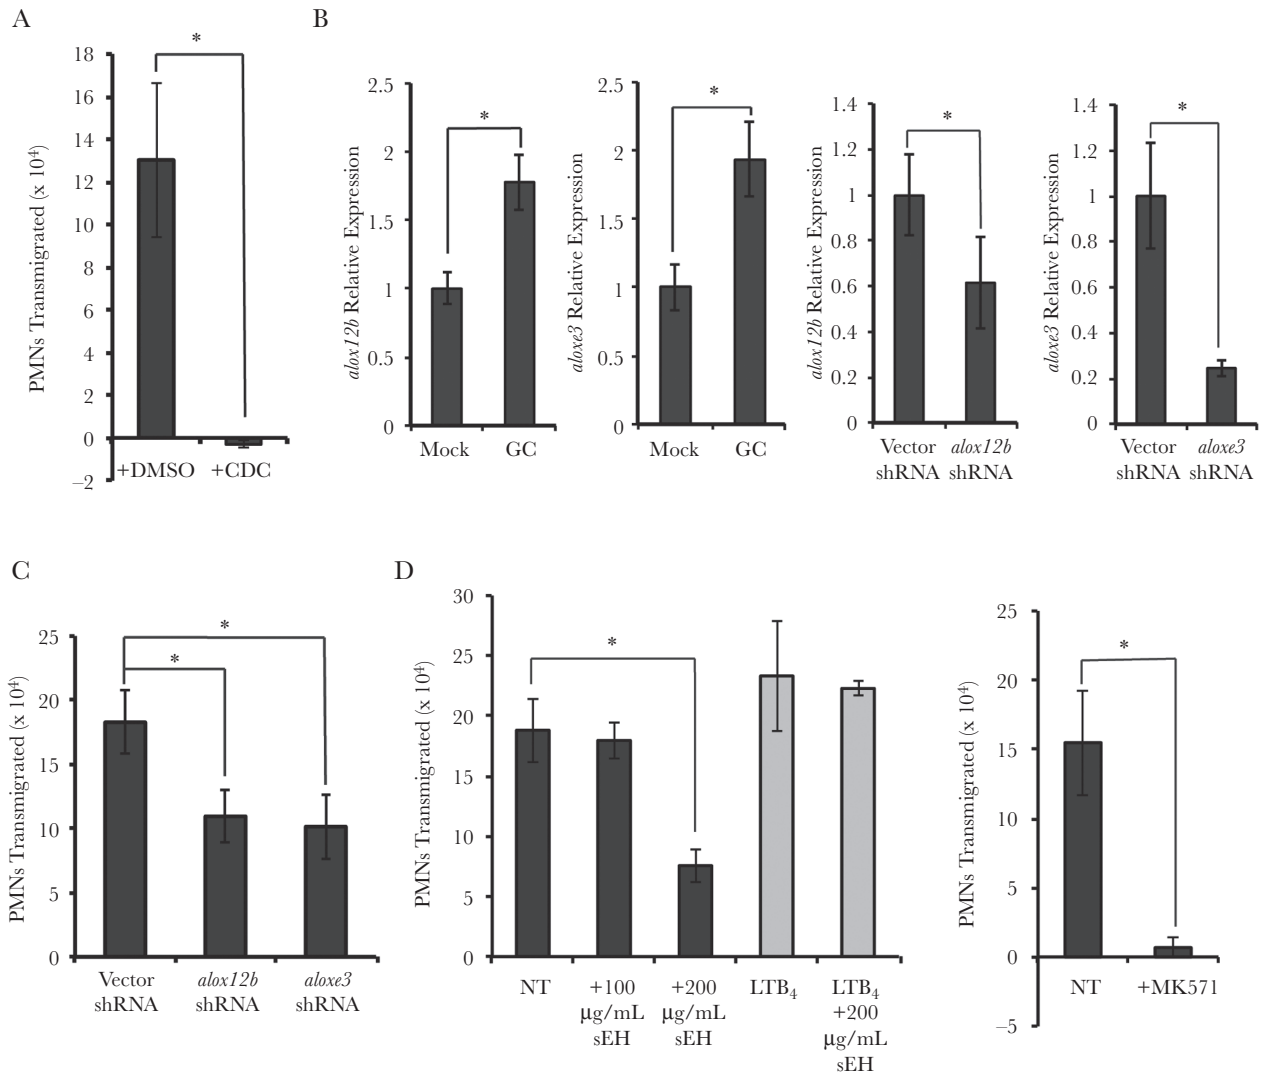 A
PMNs Transmigrated (x 10⁴)
18
16
14
12
10
8
6
4
2
0
–2
*
+DMSO +CDC
B
alox12b Relative Expression
2.5
2
1.5
1
0.5
0
*
Mock GC
aloxe3 Relative Expression
2.5
2
1.5
1
0.5
0
*
Mock GC
alox12b Relative Expression
1.4
1.2
1
0.8
0.6
0.4
0.2
0
*
Vector alox12b
shRNA shRNA
aloxe3 Relative Expression
1.4
1.2
1
0.8
0.6
0.4
0.2
0
*
Vector aloxe3
shRNA shRNA
C
PMNs Transmigrated (x 10⁴)
25
20
15
10
5
0
*
*
Vector alox12b aloxe3
shRNA shRNA shRNA
D
PMNs Transmigrated (x 10⁴)
30
25
20
15
10
5
0
*
NT +100 +200 LTB₄ LTB₄
µg/mL µg/mL +200
sEH sEH µg/mL
sEH
PMNs Transmigrated (x 10⁴)
25
20
15
10
5
0
–5
*
NT +MK571